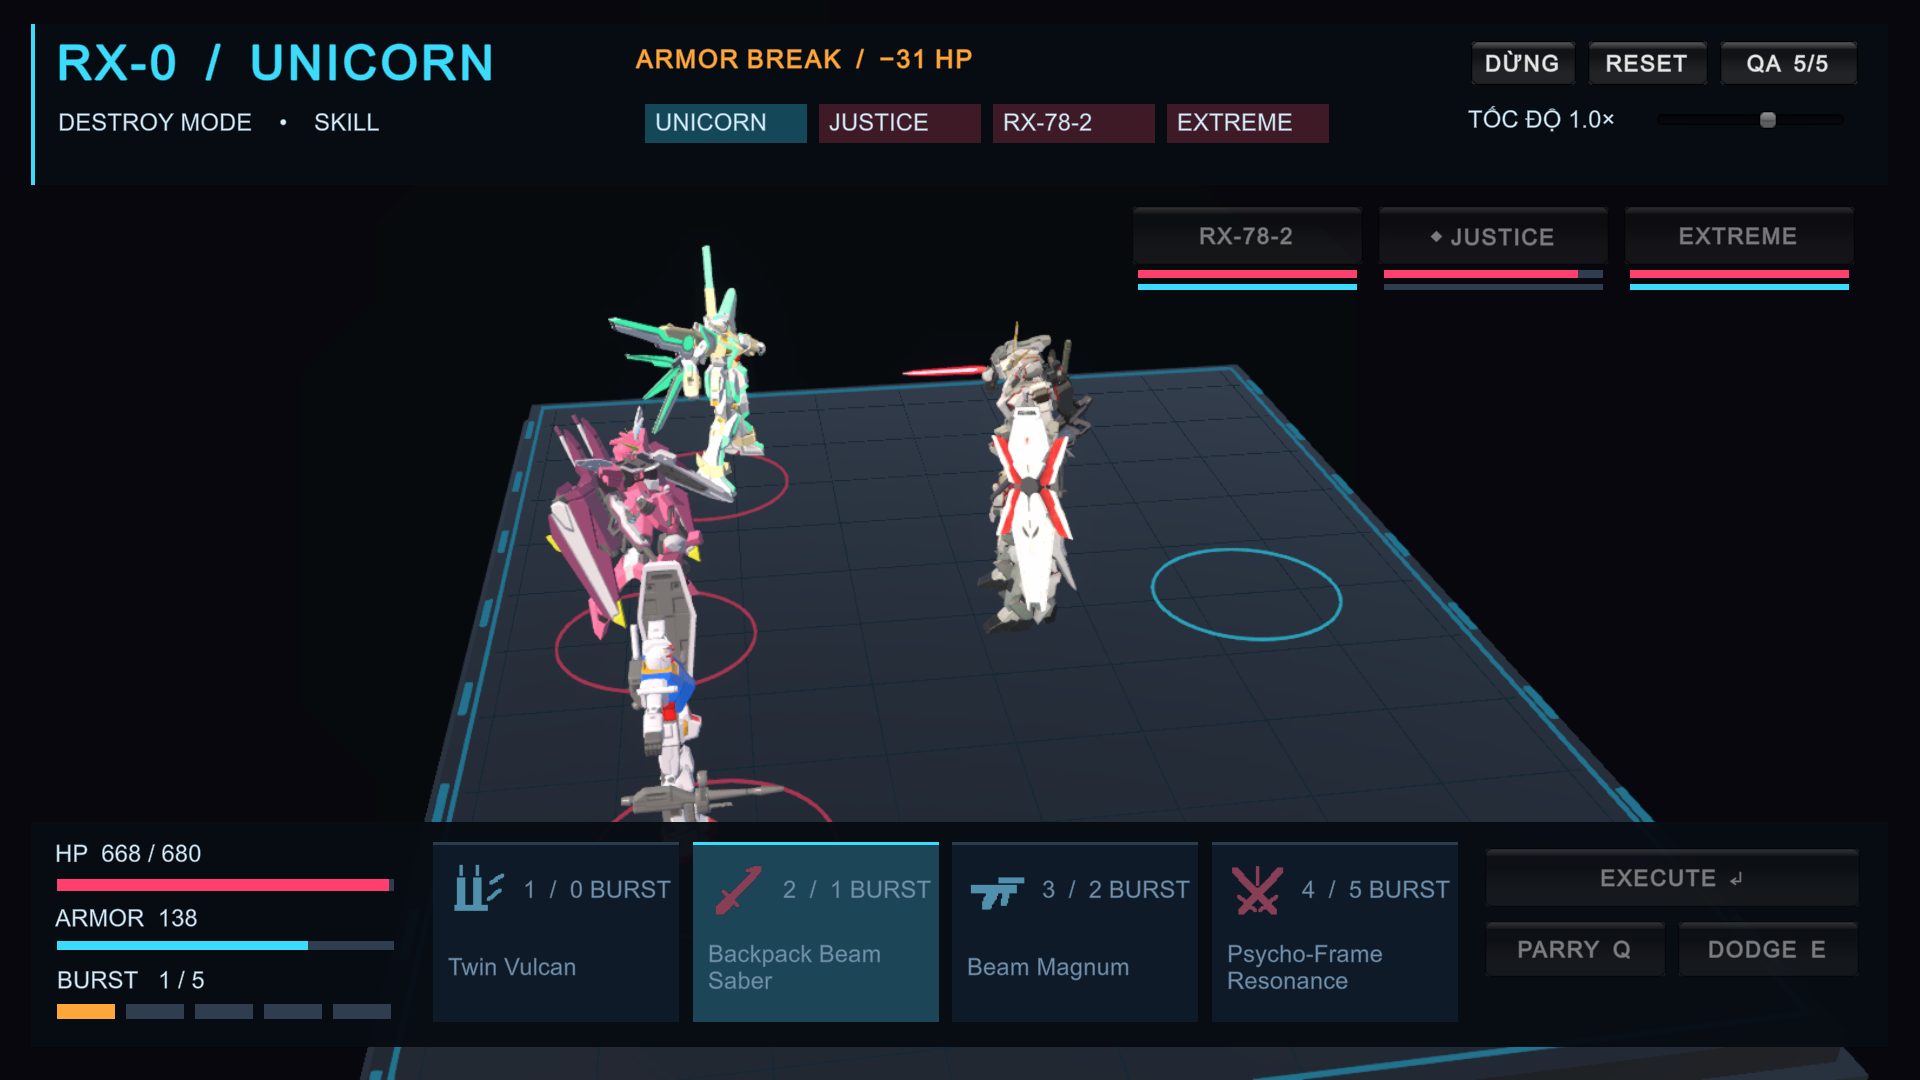 RX-0 / UNICORN
DESTROY MODE • SKILL
ARMOR BREAK / −31 HP
UNICORN JUSTICE RX-78-2 EXTREME
DỪNG RESET QA 5/5
TỐC ĐỘ 1.0×
RX-78-2 ◆ JUSTICE EXTREME
HP 668 / 680
ARMOR 138
BURST 1 / 5
1 / 0 BURST
Twin Vulcan
2 / 1 BURST
Backpack Beam
Saber
3 / 2 BURST
Beam Magnum
4 / 5 BURST
Psycho-Frame
Resonance
EXECUTE ↲
PARRY Q DODGE E